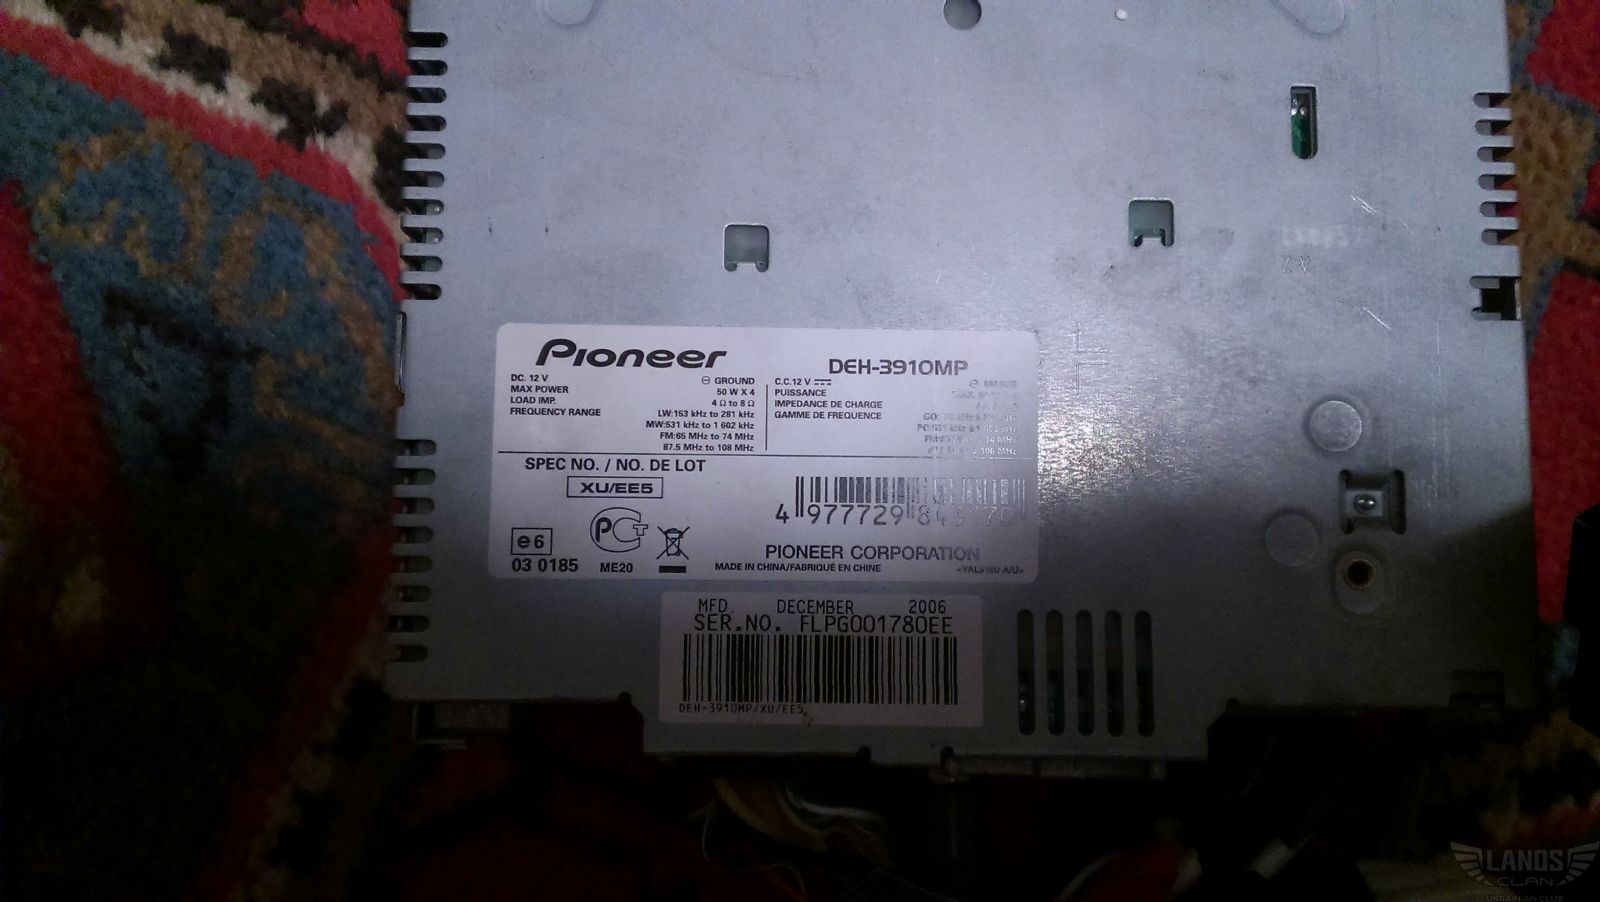 Pioneer DEH-3910MP
DC. 12 V ⊖ GROUND
MAX POWER 50 W X 4
LOAD IMP. 4 Ω to 8 Ω
FREQUENCY RANGE LW:153 kHz to 281 kHz
MW:531 kHz to 1 602 kHz
FM:65 MHz to 74 MHz
87.5 MHz to 108 MHz
C.C.12 V
PUISSANCE
IMPEDANCE DE CHARGE
GAMME DE FREQUENCE
SPEC NO. / NO. DE LOT
XU/EE5
e6
03 0185
PCT
ME20
4 977729
PIONEER CORPORATION
MADE IN CHINA/FABRIQUÉ EN CHINE
MFD. DECEMBER 2006
SER.NO. FLPG001780EE
DEH-3910MP/XU/EE5
LANOS
CLAN
UKRAINIAN CLUB